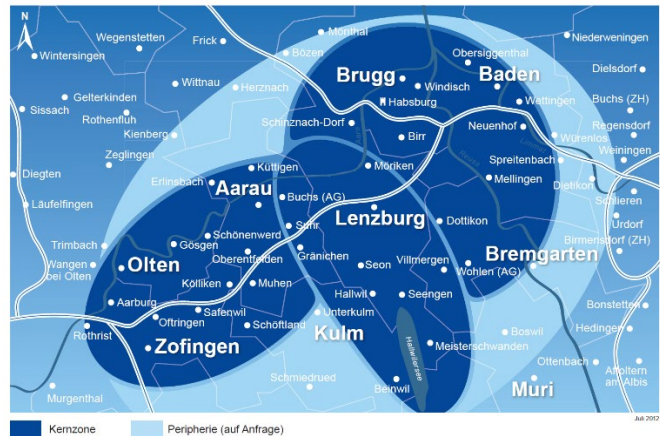 N
Wintersingen
Wegenstetten
Frick
Mönthal
Bözen
Niederweningen
Obersiggenthal
Brugg
Baden
Dielsdorf
Gelterkinden
Wittnau
Herznach
Windisch
Habsburg
Wettingen
Buchs (ZH)
Sissach
Rothenfluh
Kienberg
Schinznach-Dorf
Birr
Neuenhof
Würenlos
Regensdorf
Weiningen
Zeglingen
Spreitenbach
Diegten
Küttigen
Möriken
Mellingen
Dietikon
Erlinsbach
Aarau
Buchs (AG)
Schlieren
Läufelfingen
Lenzburg
Dottikon
Urdorf
Trimbach
Gösgen
Schönenwerd
Suhr
Birmensdorf (ZH)
Wangen
bei Olten
Olten
Oberentfelden
Gränichen
Seon
Villmergen
Bremgarten
Wohlen (AG)
Kölliken
Muhen
Hallwil
Seengen
Aarburg
Safenwil
Unterkulm
Bonstetten
Rothrist
Oftringen
Schöftland
Kulm
Hallwilersee
Boswil
Hedingen
Zofingen
Meisterschwanden
Ottenbach
Affoltern
am Albis
Murgenthal
Schmiedrued
Beinwil
Muri
Juli 2012
Kernzone
Peripherie (auf Anfrage)